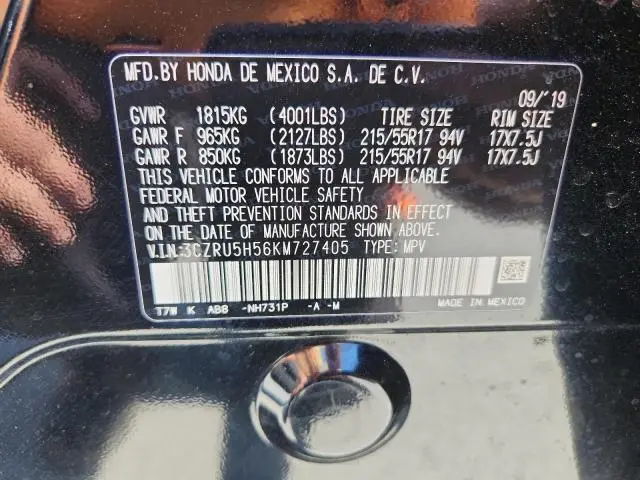 MFD.BY HONDA DE MEXICO S.A. DE C.V.
09/'19
GVWR 1815KG (4001LBS) TIRE SIZE RIM SIZE
GAWR F 965KG (2127LBS) 215/55R17 94V 17X7.5J
GAWR R 850KG (1873LBS) 215/55R17 94V 17X7.5J
THIS VEHICLE CONFORMS TO ALL APPLICABLE
FEDERAL MOTOR VEHICLE SAFETY
AND THEFT PREVENTION STANDARDS IN EFFECT
ON THE DATE OF MANUFACTURE SHOWN ABOVE.
V.I.N:3CZRU5H56KM727405 TYPE:MPV
T7W K AB8 -NH731P -A -M MADE IN MEXICO